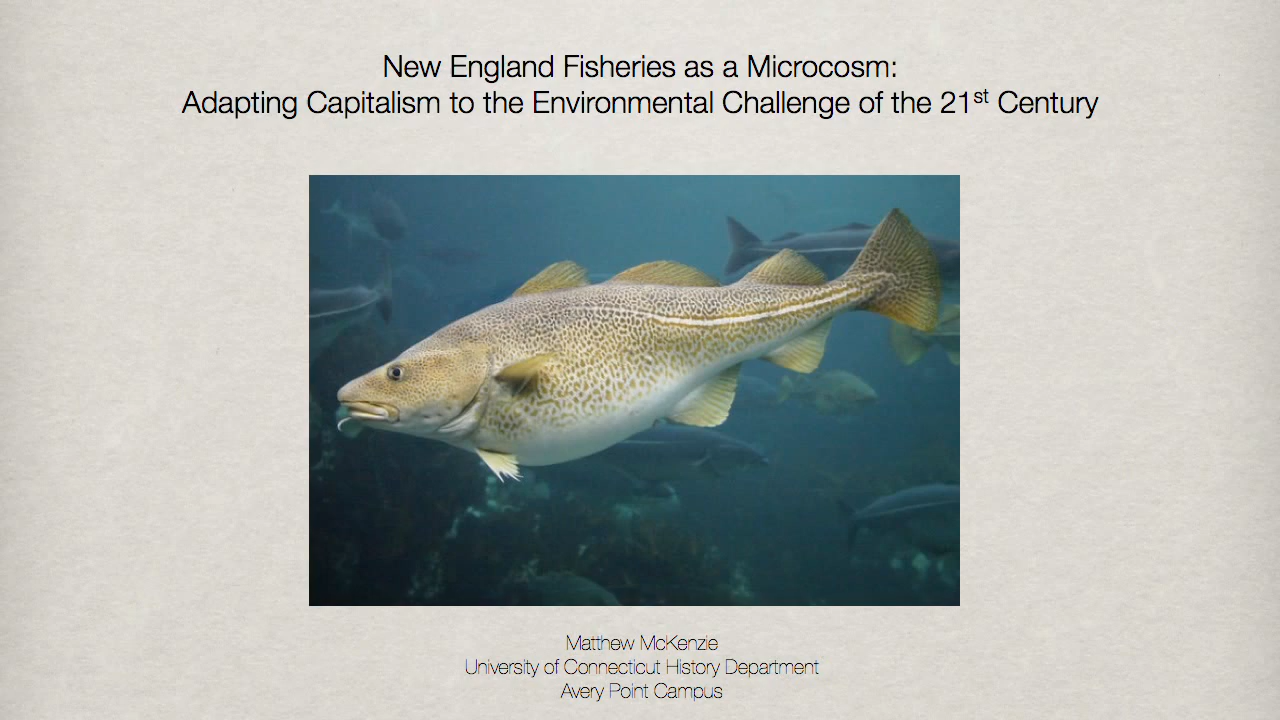 New England Fisheries as a Microcosm:
Adapting Capitalism to the Environmental Challenge of the 21st Century
Matthew McKenzie
University of Connecticut History Department
Avery Point Campus